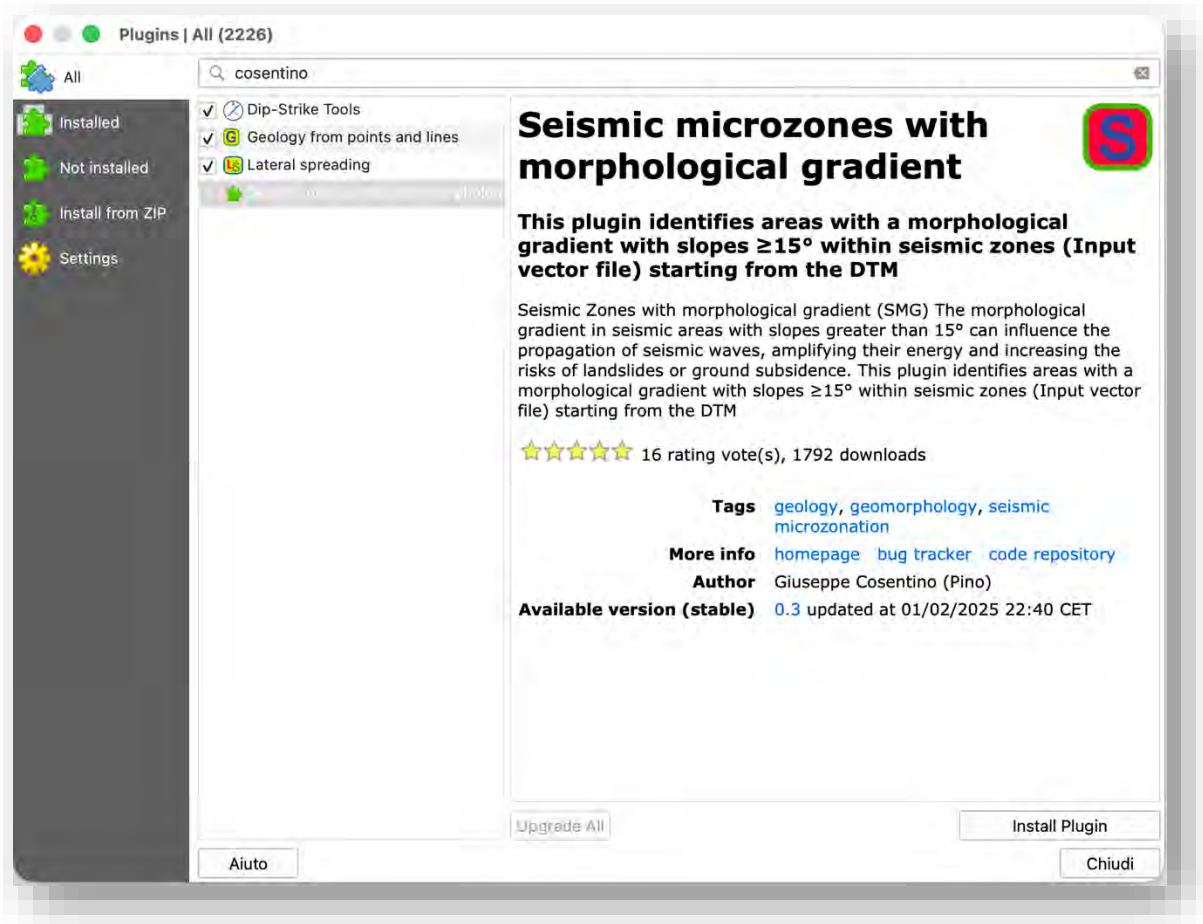 Plugins | All (2226)
All
Installed
Not installed
Install from ZIP
Settings
cosentino
Dip-Strike Tools
G Geology from points and lines
LS Lateral spreading
Seismic microzones with
morphological gradient
S
This plugin identifies areas with a morphological
gradient with slopes ≥15° within seismic zones (Input
vector file) starting from the DTM
Seismic Zones with morphological gradient (SMG) The morphological
gradient in seismic areas with slopes greater than 15° can influence the
propagation of seismic waves, amplifying their energy and increasing the
risks of landslides or ground subsidence. This plugin identifies areas with a
morphological gradient with slopes ≥15° within seismic zones (Input vector
file) starting from the DTM
16 rating vote(s), 1792 downloads
Tags geology, geomorphology, seismic
microzonation
More info homepage bug tracker code repository
Author Giuseppe Cosentino (Pino)
Available version (stable) 0.3 updated at 01/02/2025 22:40 CET
Upgrade All
Install Plugin
Aiuto
Chiudi